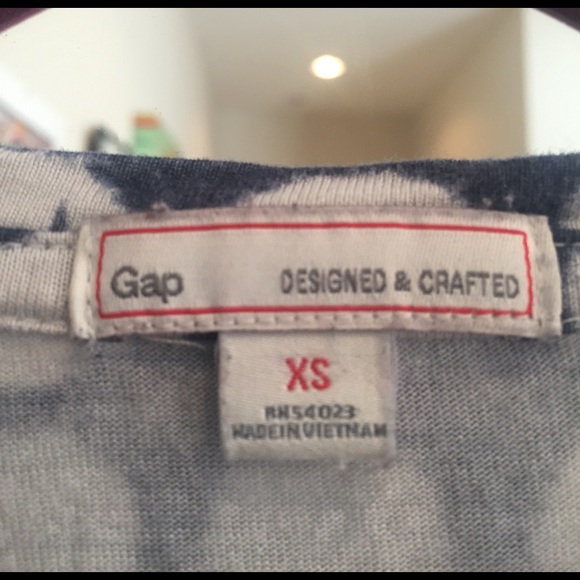 Gap DESIGNED & CRAFTED
XS
RN54023
MADE IN VIETNAM